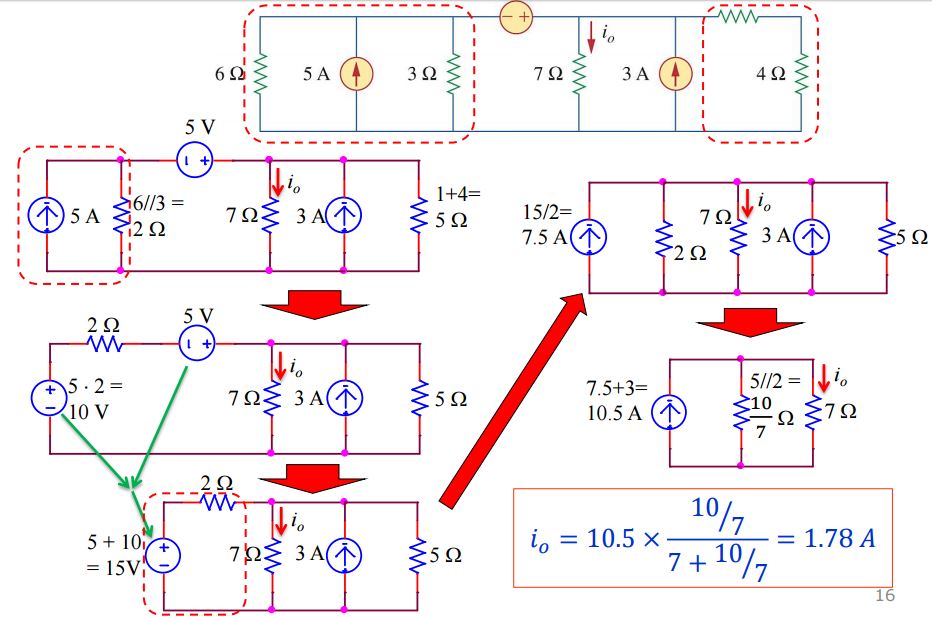 − +
i_o
6 Ω
5 A
3 Ω
7 Ω
3 A
4 Ω
5 V
5 A
6//3 =
2 Ω
i_o
7 Ω
3 A
1+4=
5 Ω
15/2=
7.5 A
2 Ω
7 Ω
i_o
3 A
5 Ω
2 Ω
5 V
5 · 2 =
10 V
i_o
7 Ω
3 A
5 Ω
7.5+3=
10.5 A
5//2 =
10
7
Ω
i_o
7 Ω
2 Ω
5 + 10
= 15V
i_o
7 Ω
3 A
5 Ω
i_o = 10.5 × (10/7)/(7 + 10/7) = 1.78 A
16